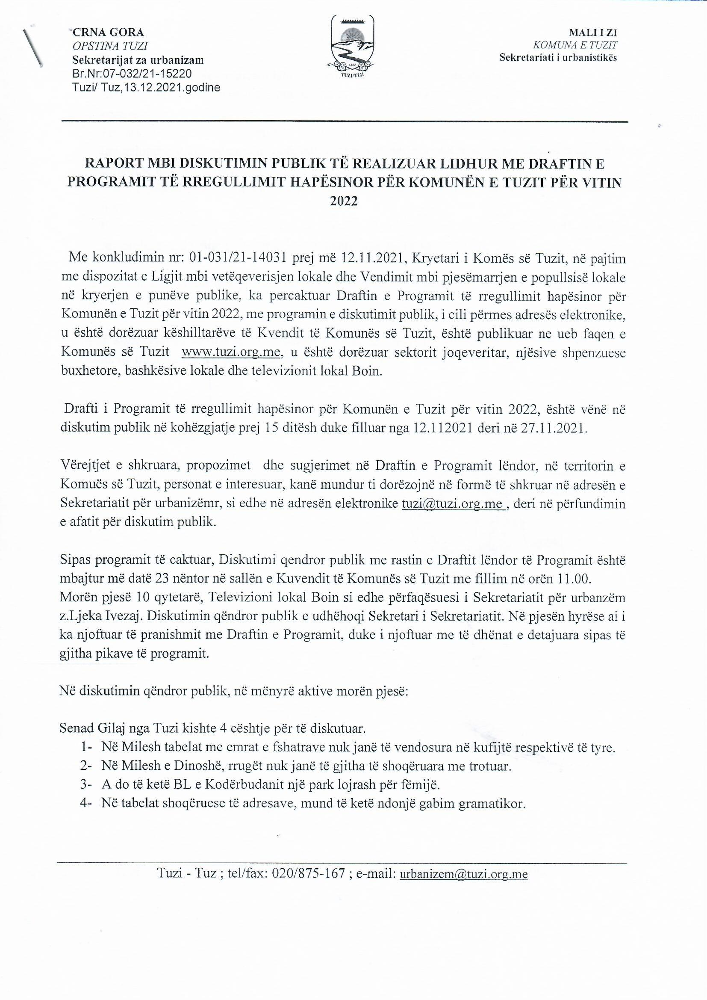 CRNA GORA
OPSTINA TUZI
Sekretarijat za urbanizam
Br.Nr:07-032/21-15220
Tuzi/ Tuz,13.12.2021.godine
TUZI/TUZ
MALI I ZI
KOMUNA E TUZIT
Sekretariati i urbanistikës
RAPORT MBI DISKUTIMIN PUBLIK TË REALIZUAR LIDHUR ME DRAFTIN E
PROGRAMIT TË RREGULLIMIT HAPËSINOR PËR KOMUNËN E TUZIT PËR VITIN
2022
Me konkludimin nr: 01-031/21-14031 prej më 12.11.2021, Kryetari i Komës së Tuzit, në pajtim
me dispozitat e Ligjit mbi vetëqeverisjen lokale dhe Vendimit mbi pjesëmarrjen e popullsisë lokale
në kryerjen e punëve publike, ka percaktuar Draftin e Programit të rregullimit hapësinor për
Komunën e Tuzit për vitin 2022, me programin e diskutimit publik, i cili përmes adresës elektronike,
u është dorëzuar këshilltarëve të Kvendit të Komunës së Tuzit, është publikuar ne ueb faqen e
Komunës së Tuzit www.tuzi.org.me, u është dorëzuar sektorit joqeveritar, njësive shpenzuese
buxhetore, bashkësive lokale dhe televizionit lokal Boin.
Drafti i Programit të rregullimit hapësinor për Komunën e Tuzit për vitin 2022, është vënë në
diskutim publik në kohëzgjatje prej 15 ditësh duke filluar nga 12.112021 deri në 27.11.2021.
Vërejtjet e shkruara, propozimet dhe sugjerimet në Draftin e Programit lëndor, në territorin e
Komuës së Tuzit, personat e interesuar, kanë mundur ti dorëzojnë në formë të shkruar në adresën e
Sekretariatit për urbanizëmr, si edhe në adresën elektronike tuzi@tuzi.org.me , deri në përfundimin
e afatit për diskutim publik.
Sipas programit të caktuar, Diskutimi qendror publik me rastin e Draftit lëndor të Programit është
mbajtur më datë 23 nëntor në sallën e Kuvendit të Komunës së Tuzit me fillim në orën 11.00.
Morën pjesë 10 qytetarë, Televizioni lokal Boin si edhe përfaqësuesi i Sekretariatit për urbanzëm
z.Ljeka Ivezaj. Diskutimin qëndror publik e udhëhoqi Sekretari i Sekretariatit. Në pjesën hyrëse ai i
ka njoftuar të pranishmit me Draftin e Programit, duke i njoftuar me të dhënat e detajuara sipas të
gjitha pikave të programit.
Në diskutimin qëndror publik, në mënyrë aktive morën pjesë:
Senad Gilaj nga Tuzi kishte 4 cështje për të diskutuar.
1- Në Milesh tabelat me emrat e fshatrave nuk janë të vendosura në kufijtë respektivë të tyre.
2- Në Milesh e Dinoshë, rrugët nuk janë të gjitha të shoqëruara me trotuar.
3- A do të ketë BL e Kodërbudanit një park lojrash për fëmijë.
4- Në tabelat shoqëruese të adresave, mund të ketë ndonjë gabim gramatikor.
Tuzi - Tuz ; tel/fax: 020/875-167 ; e-mail: urbanizem@tuzi.org.me